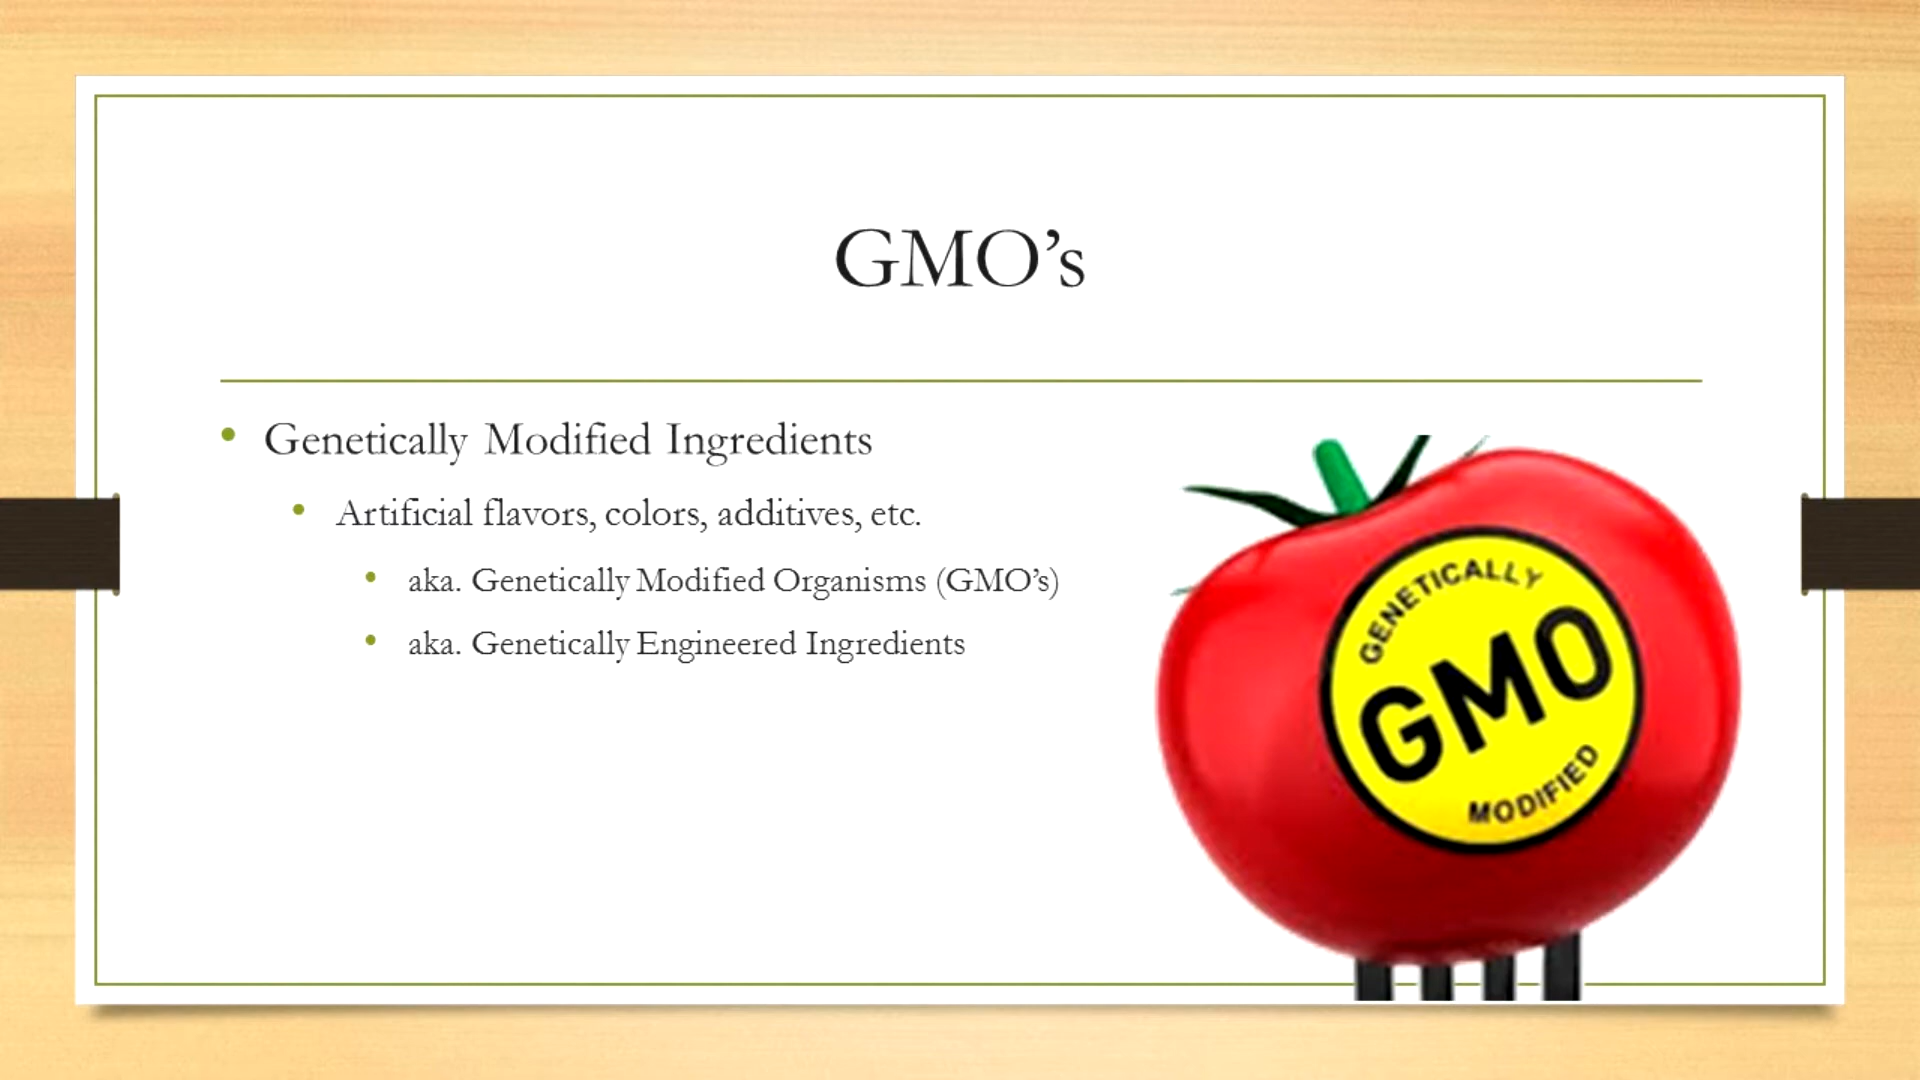 GMO’s
Genetically Modified Ingredients
Artificial flavors, colors, additives, etc.
aka. Genetically Modified Organisms (GMO’s)
aka. Genetically Engineered Ingredients
GENETICALLY
GMO
MODIFIED